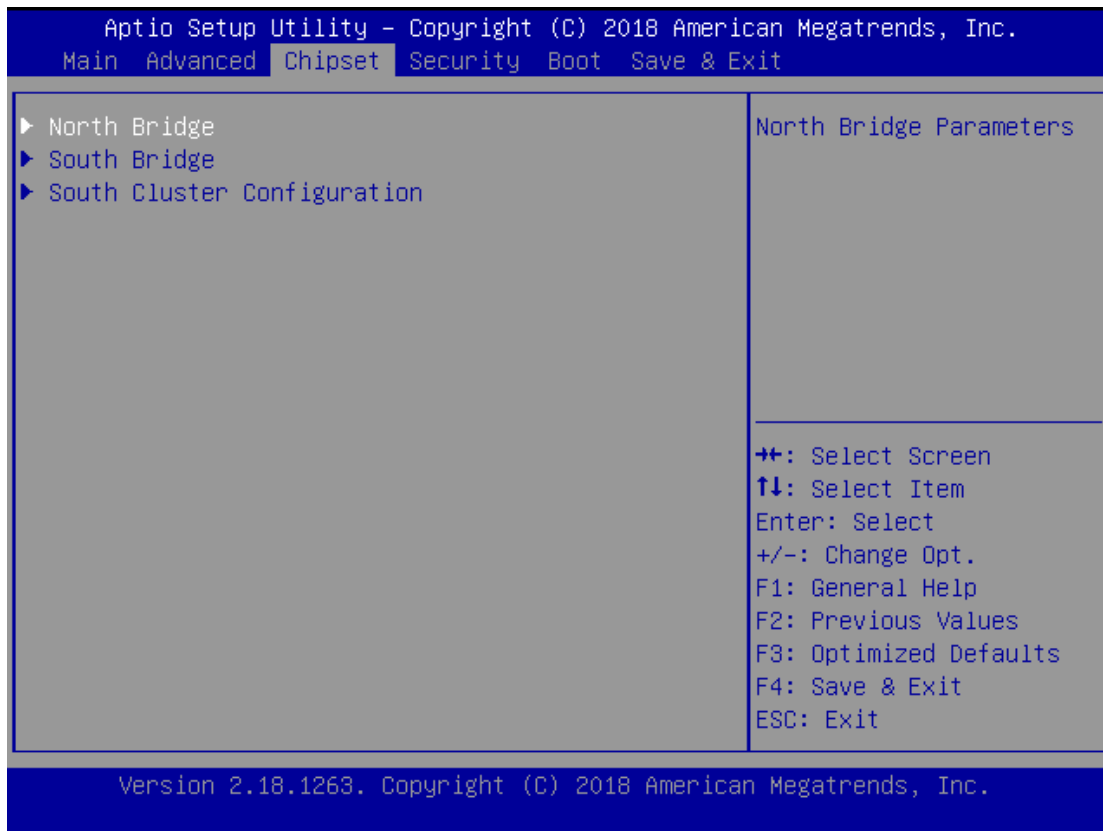 Aptio Setup Utility – Copyright (C) 2018 American Megatrends, Inc.
Main Advanced Chipset Security Boot Save & Exit
▶ North Bridge
▶ South Bridge
▶ South Cluster Configuration
North Bridge Parameters
→←: Select Screen
↑↓: Select Item
Enter: Select
+/-: Change Opt.
F1: General Help
F2: Previous Values
F3: Optimized Defaults
F4: Save & Exit
ESC: Exit
Version 2.18.1263. Copyright (C) 2018 American Megatrends, Inc.